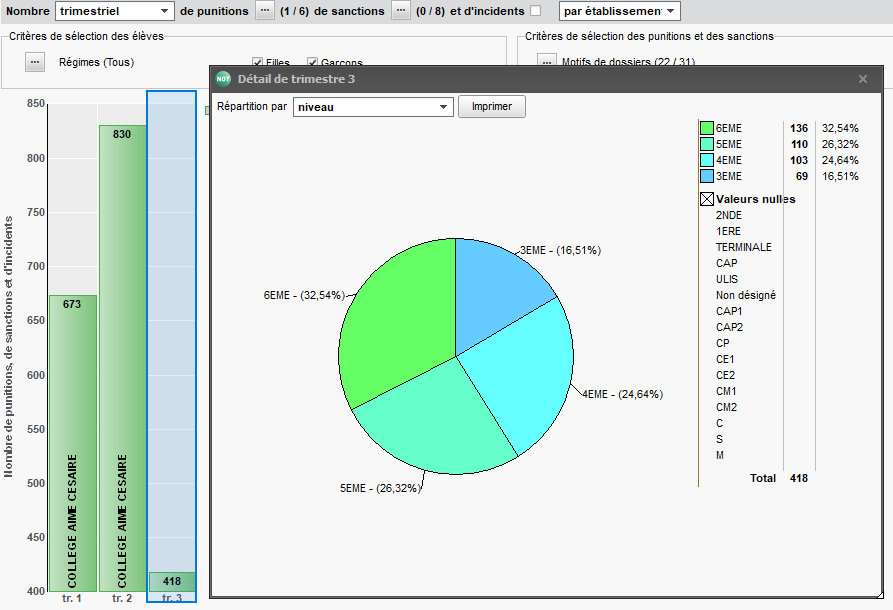 Nombre trimestriel de punitions ... (1 / 6) de sanctions ... (0 / 8) et d'incidents par établissement
Critères de sélection des élèves
Critères de sélection des punitions et des sanctions
... Régimes (Tous) Filles Garçons
... Motifs de dossiers (22 / 31)
NOT Détail de trimestre 3
Répartition par niveau Imprimer
6EME 136 32,54%
5EME 110 26,32%
4EME 103 24,64%
3EME 69 16,51%
Valeurs nulles
2NDE
1ERE
TERMINALE
CAP
ULIS
Non désigné
CAP1
CAP2
CP
CE1
CE2
CM1
CM2
C
S
M
Total 418
3EME - (16,51%)
6EME - (32,54%)
4EME - (24,64%)
5EME - (26,32%)
Nombre de punitions, de sanctions et d'incidents
850
800
750
700
650
600
550
500
450
400
673
830
418
COLLEGE AIME CESAIRE
COLLEGE AIME CESAIRE
tr. 1 tr. 2 tr. 3